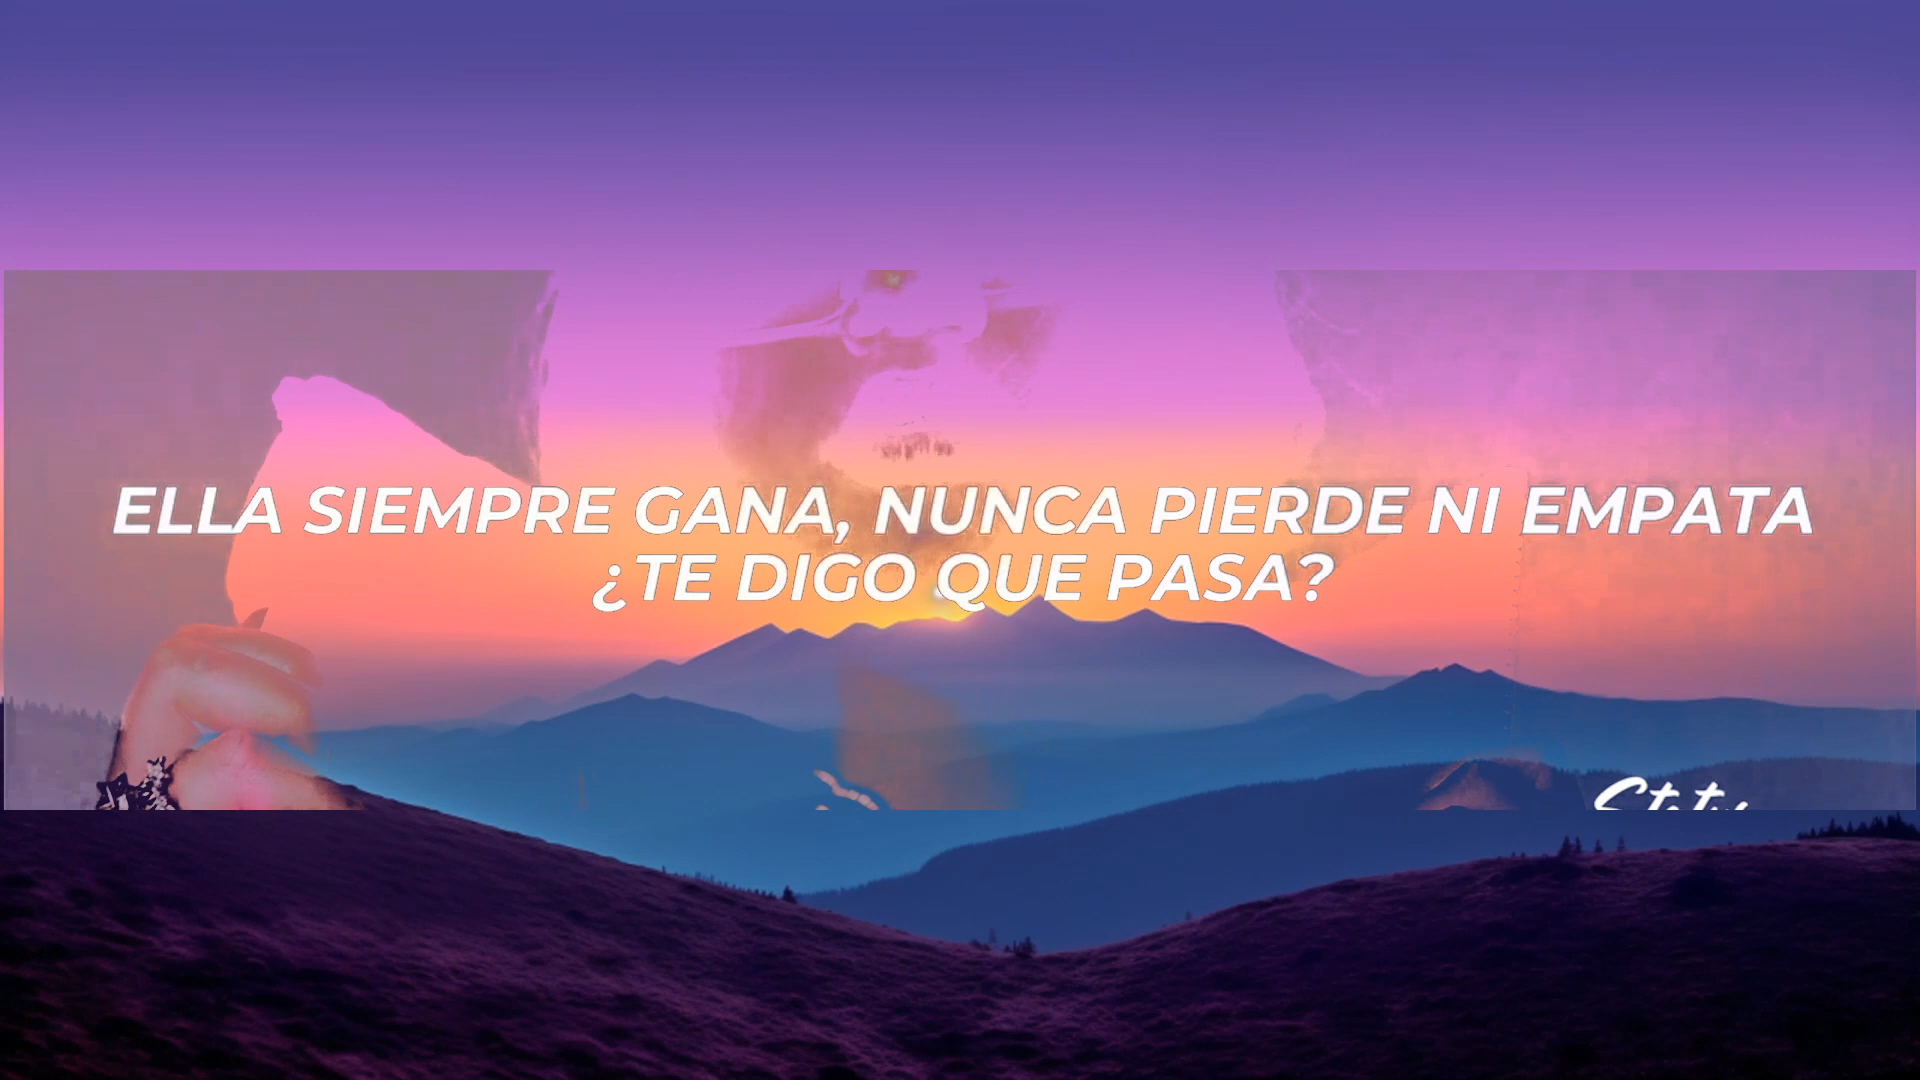 ELLA SIEMPRE GANA, NUNCA PIERDE NI EMPATA
¿TE DIGO QUE PASA?